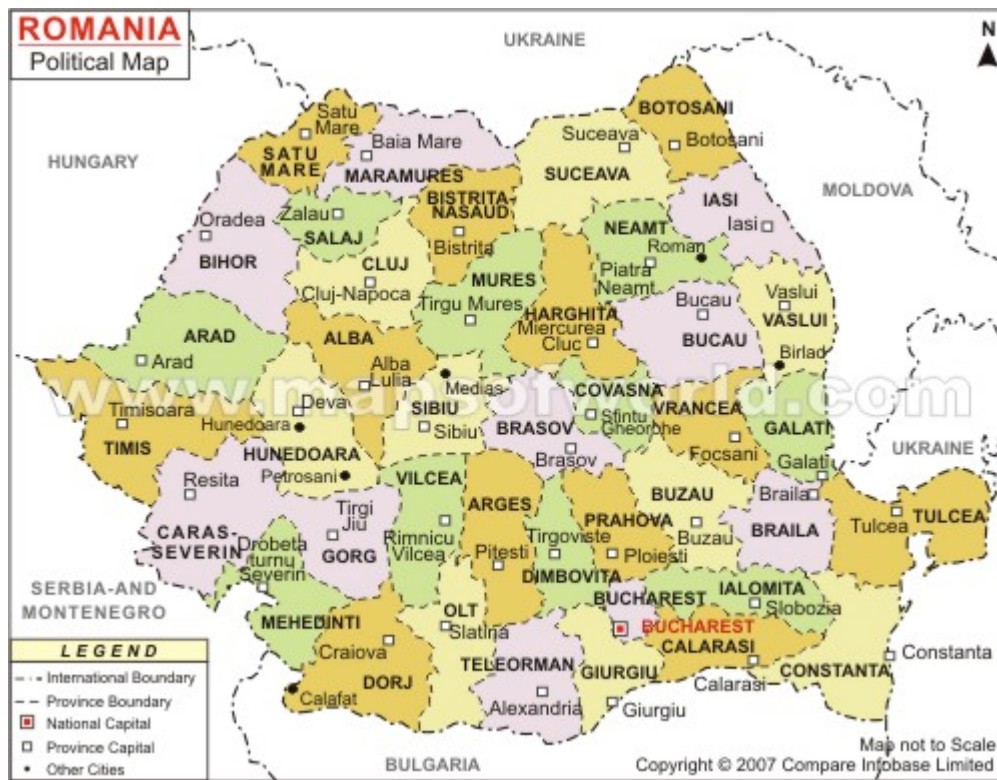 ROMANIA
Political Map
UKRAINE
N
HUNGARY
MOLDOVA
Satu
Mare
SATU
MARE
Baia Mare
MARAMURES
Suceava
SUCEAVA
BOTOSANI
Botosani
Oradea
BIHOR
Zalau
SALAJ
BISTRITA-
NASAUD
Bistrita
NEAMT
Roman
Piatra
Neamt
IASI
Iasi
CLUJ
Cluj-Napoca
MURES
Tirgu Mures
HARGHITA
Miercurea
Cluc
Bucau
BUCAU
Vaslui
VASLUI
Birlad
ARAD
Arad
ALBA
Alba
Lulia
Medias
SIBIU
Sibiu
www.mapsofworld.com
COVASNA
Sfintu
Gheorghe
VRANCEA
Focsani
GALATI
Galati
UKRAINE
Timisoara
TIMIS
Deva
Hunedoara
HUNEDOARA
Petrosani
BRASOV
Brasov
Resita
CARAS-
SEVERIN
Tirgi
Jiu
GORG
VILCEA
Rimnicu
Vilcea
ARGES
Pitesti
Tirgoviste
DIMBOVITA
PRAHOVA
Ploiesti
BUZAU
Buzau
Braila
BRAILA
Tulcea
TULCEA
Drobeta
turnu
Severin
SERBIA-AND
MONTENEGRO
MEHEDINTI
OLT
Slatina
Craiova
DORJ
Calafat
TELEORMAN
Alexandria
BUCHAREST
BUCHAREST
GIURGIU
Giurgiu
IALOMITA
Slobozia
CALARASI
Calarasi
CONSTANTA
Constanta
BULGARIA
LEGEND
International Boundary
Province Boundary
National Capital
Province Capital
Other Cities
Map not to Scale
Copyright © 2007 Compare Infobase Limited